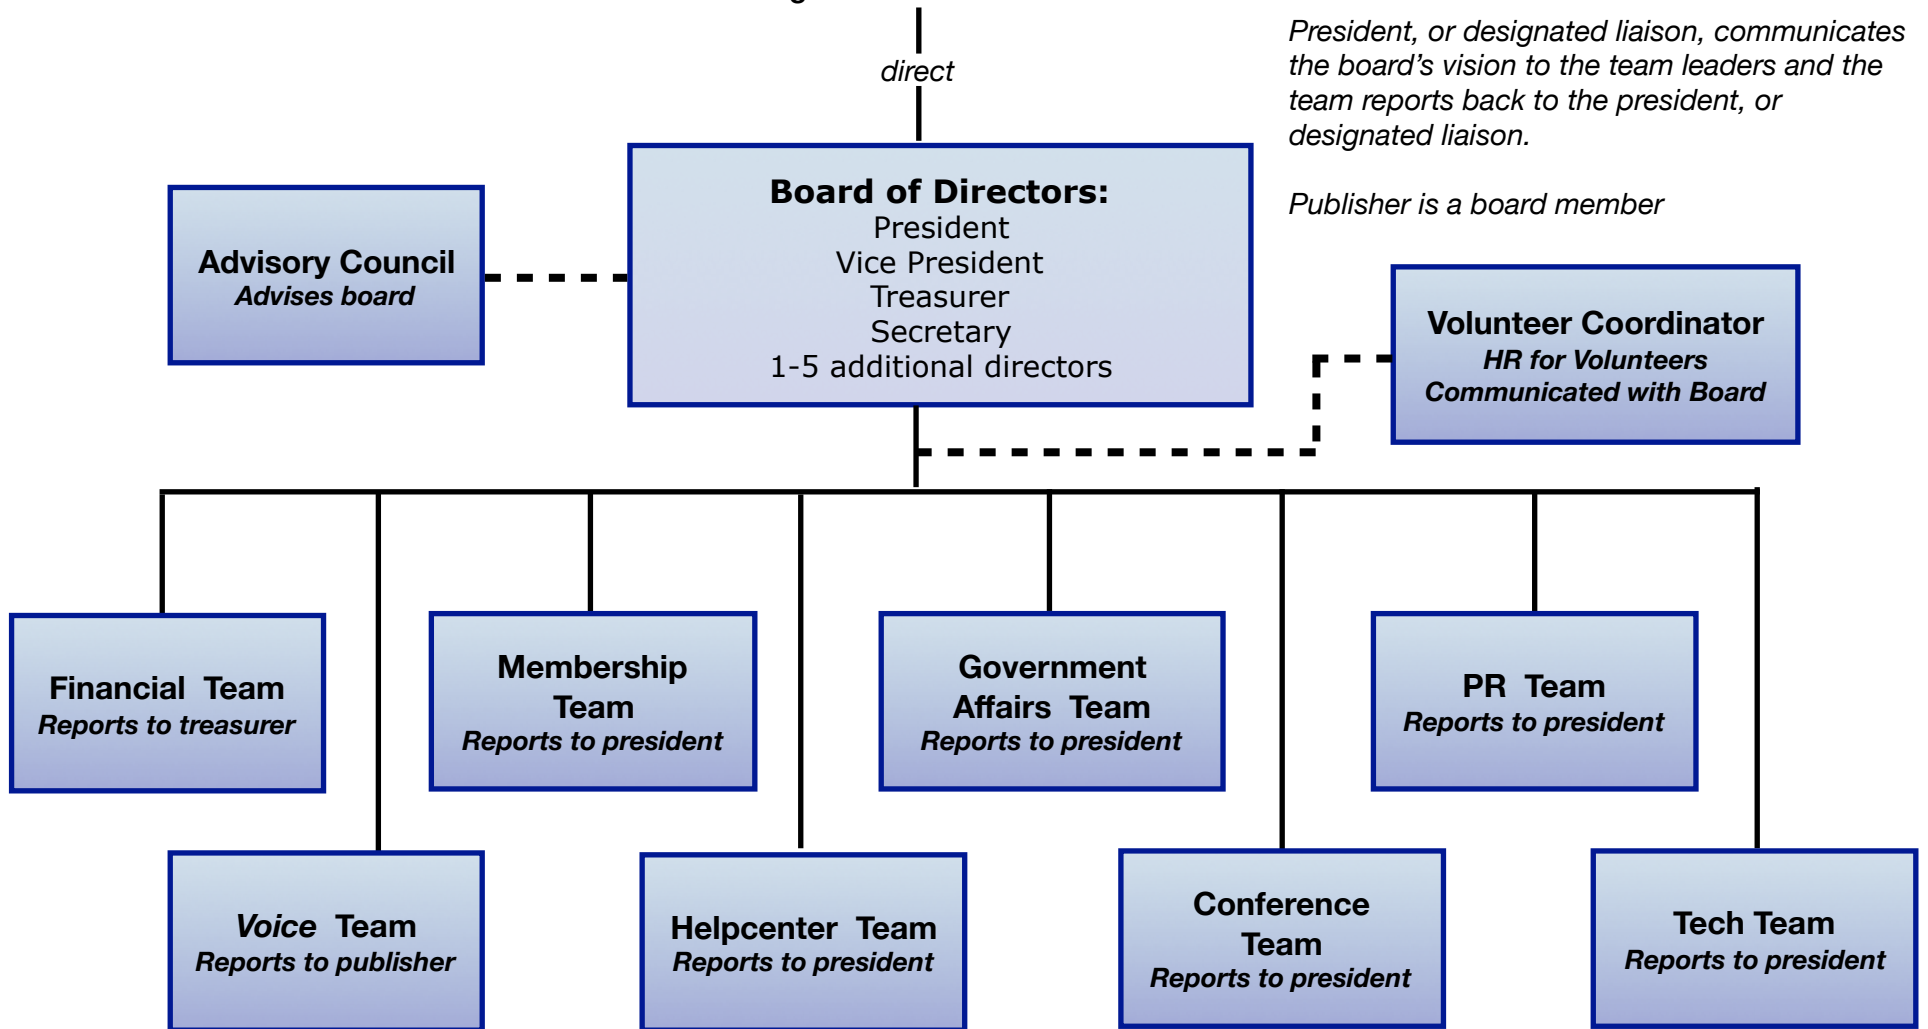 direct
President, or designated liaison, communicates
the board’s vision to the team leaders and the
team reports back to the president, or
designated liaison.
Publisher is a board member
Board of Directors:
President
Vice President
Treasurer
Secretary
1-5 additional directors
Advisory Council
Advises board
Volunteer Coordinator
HR for Volunteers
Communicated with Board
Financial Team
Reports to treasurer
Membership
Team
Reports to president
Government
Affairs Team
Reports to president
PR Team
Reports to president
Voice Team
Reports to publisher
Helpcenter Team
Reports to president
Conference
Team
Reports to president
Tech Team
Reports to president